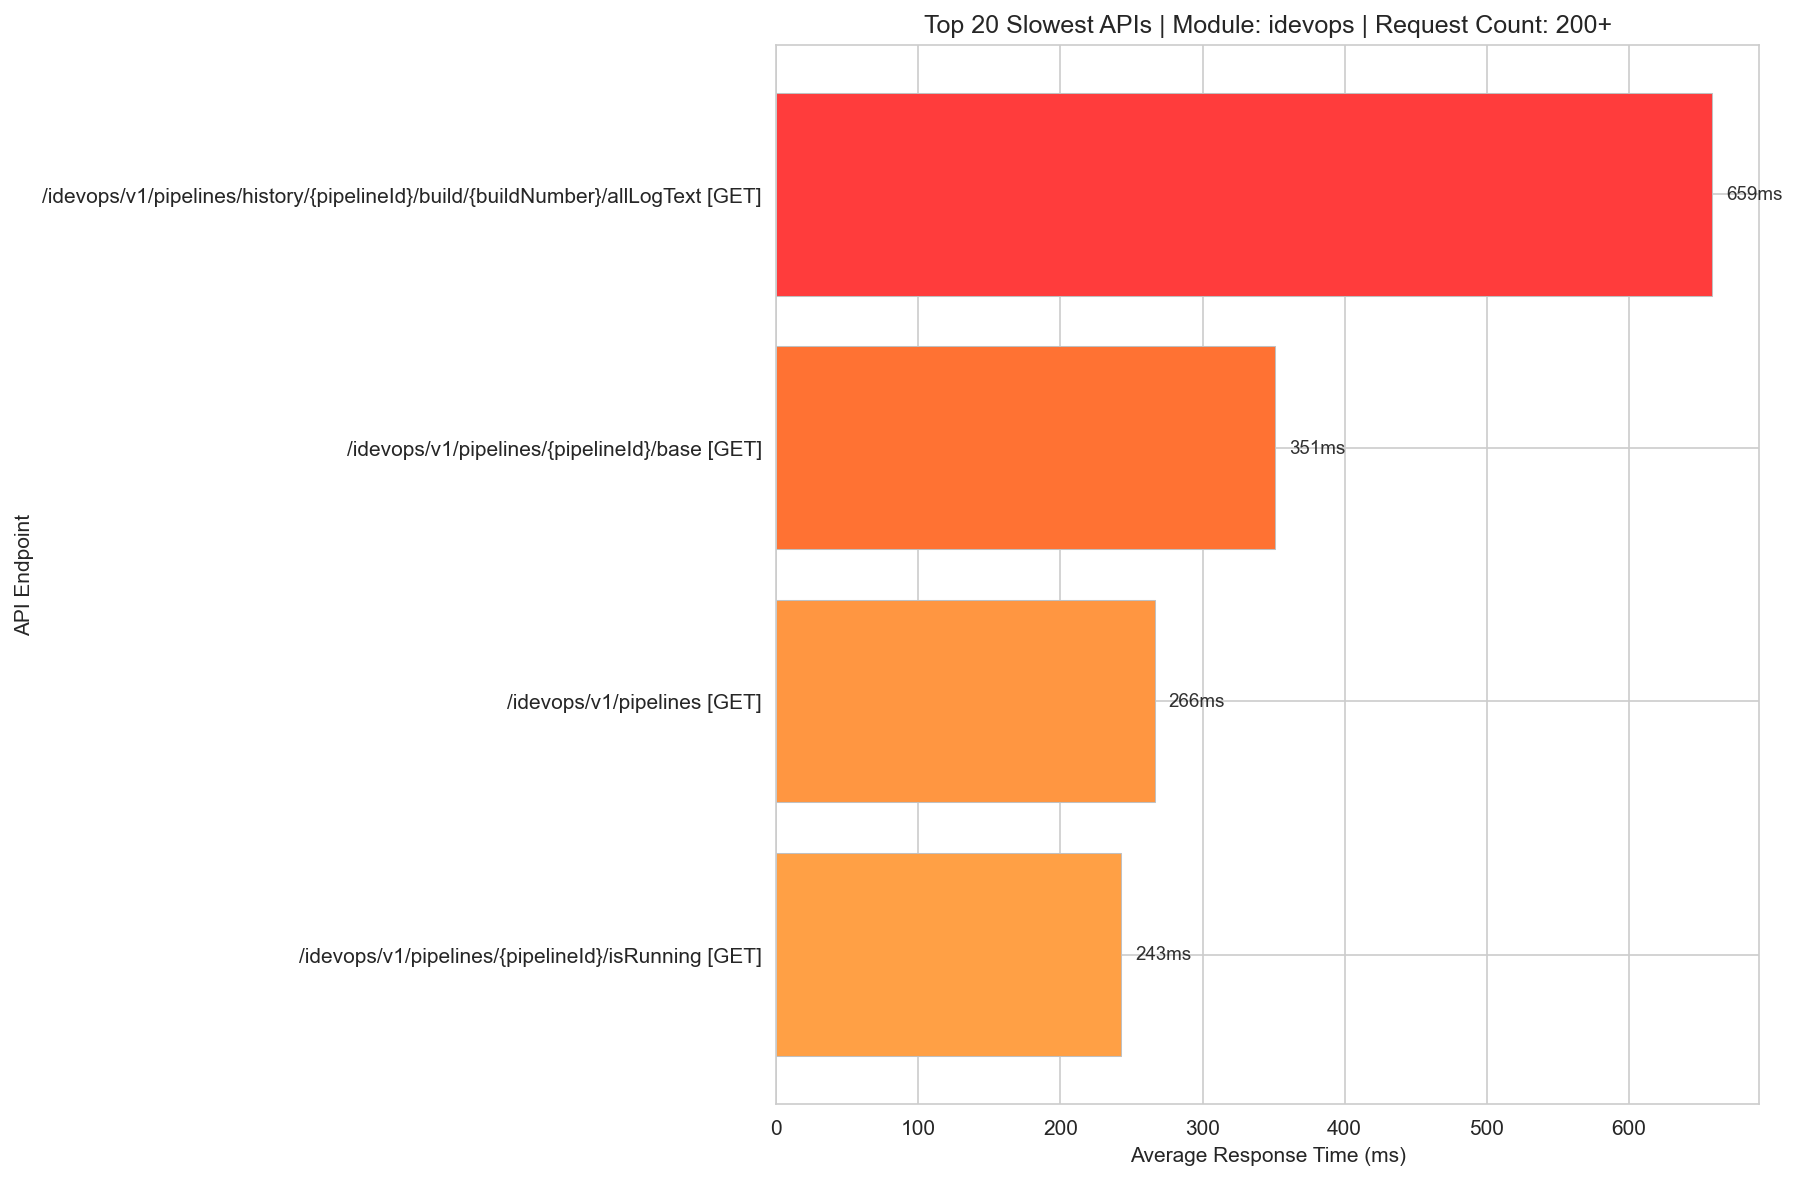 Top 20 Slowest APIs | Module: idevops | Request Count: 200+
/idevops/v1/pipelines/history/{pipelineId}/build/{buildNumber}/allLogText [GET]
659ms
/idevops/v1/pipelines/{pipelineId}/base [GET]
351ms
/idevops/v1/pipelines [GET]
266ms
/idevops/v1/pipelines/{pipelineId}/isRunning [GET]
243ms
API Endpoint
0 100 200 300 400 500 600
Average Response Time (ms)